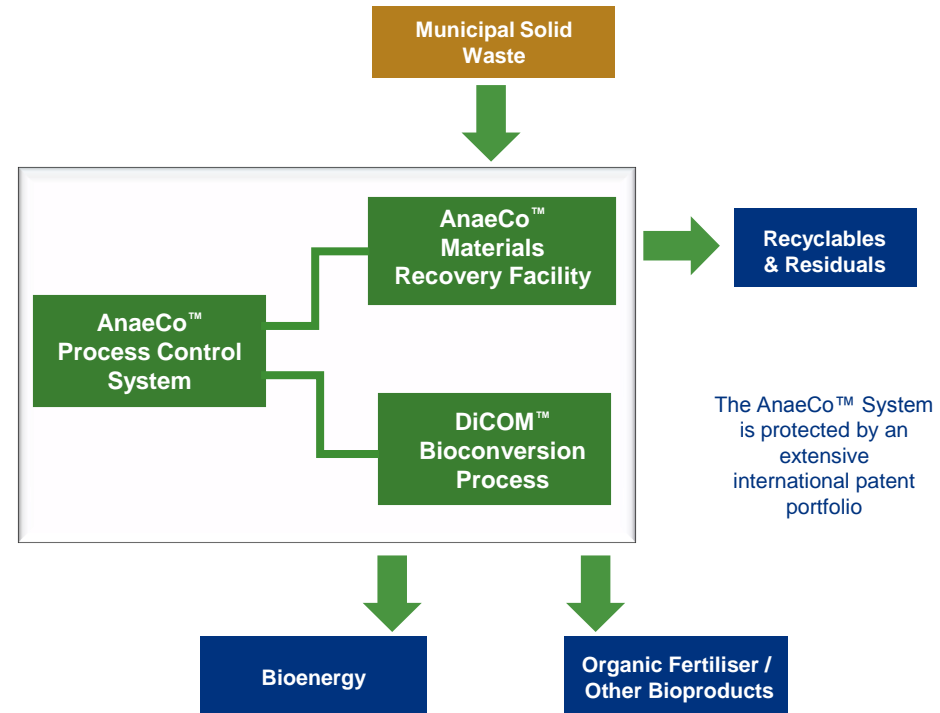 Municipal Solid
Waste
AnaeCo™
Materials
Recovery Facility
Recyclables
& Residuals
AnaeCo™
Process Control
System
DiCOM™
Bioconversion
Process
The AnaeCo™ System
is protected by an
extensive
international patent
portfolio
Bioenergy
Organic Fertiliser /
Other Bioproducts